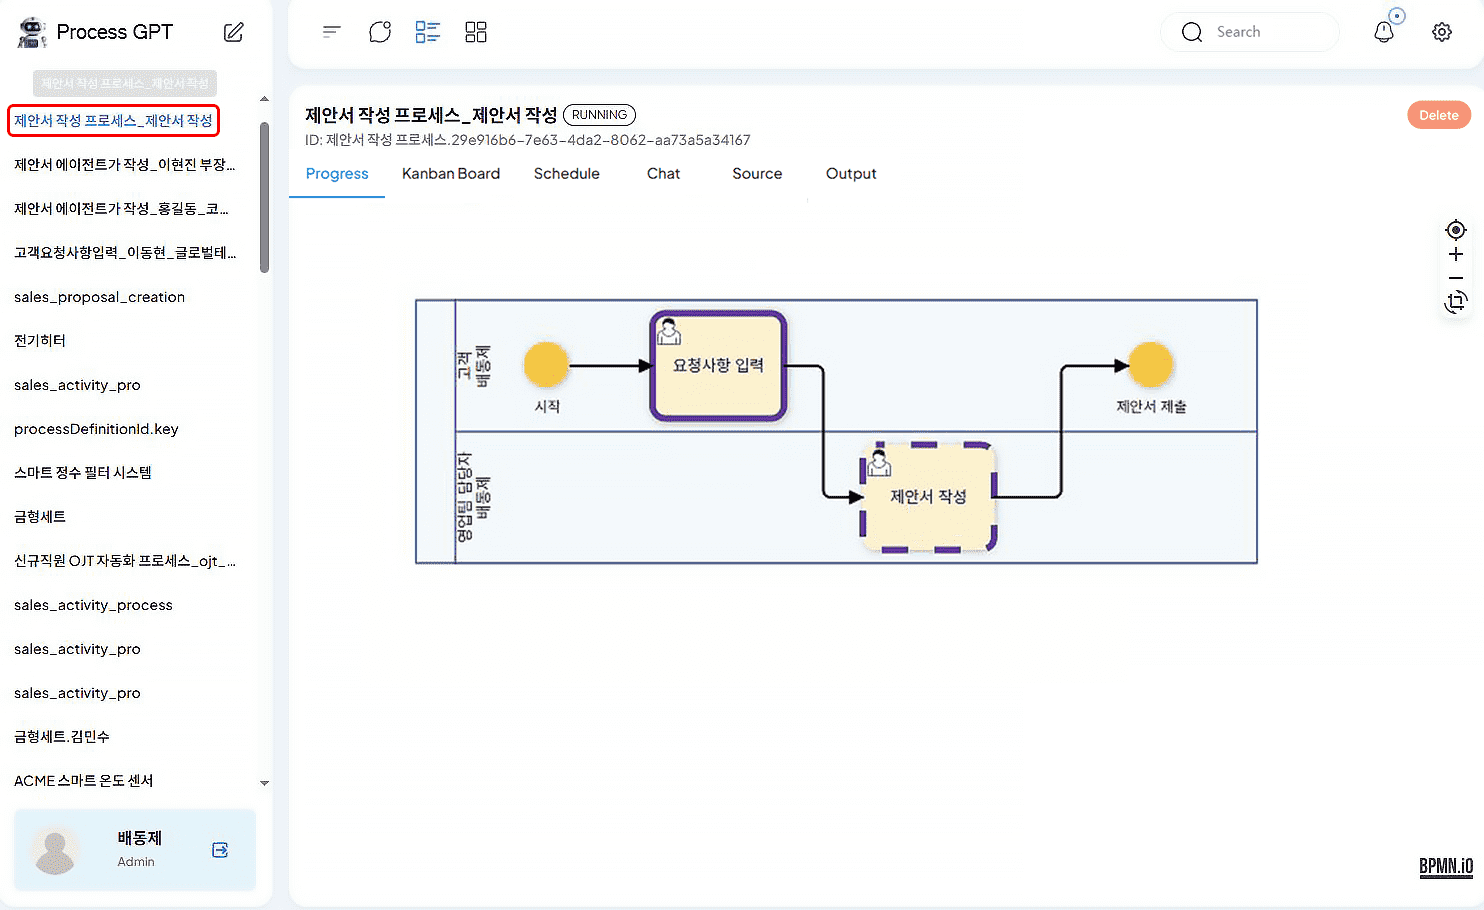 Process GPT
제안서 작성 프로세스_제안서 작성
제안서 작성 프로세스_제안서 작성
제안서 에이전트가 작성_이현진 부장...
제안서 에이전트가 작성_홍길동_코...
고객요청사항입력_이동현_글로벌테...
sales_proposal_creation
전기히터
sales_activity_pro
processDefinitionId.key
스마트 정수 필터 시스템
금형세트
신규직원 OJT 자동화 프로세스_ojt_...
sales_activity_process
sales_activity_pro
sales_activity_pro
금형세트.김민수
ACME 스마트 온도 센서
배동제
Admin
Search
제안서 작성 프로세스_제안서 작성 RUNNING
Delete
ID: 제안서 작성 프로세스.29e916b6-7e63-4da2-8062-aa73a5a34167
Progress Kanban Board Schedule Chat Source Output
고객
배동제
시작
요청사항 입력
제안서 제출
영업팀 담당자
배동제
제안서 작성
BPMN.iO